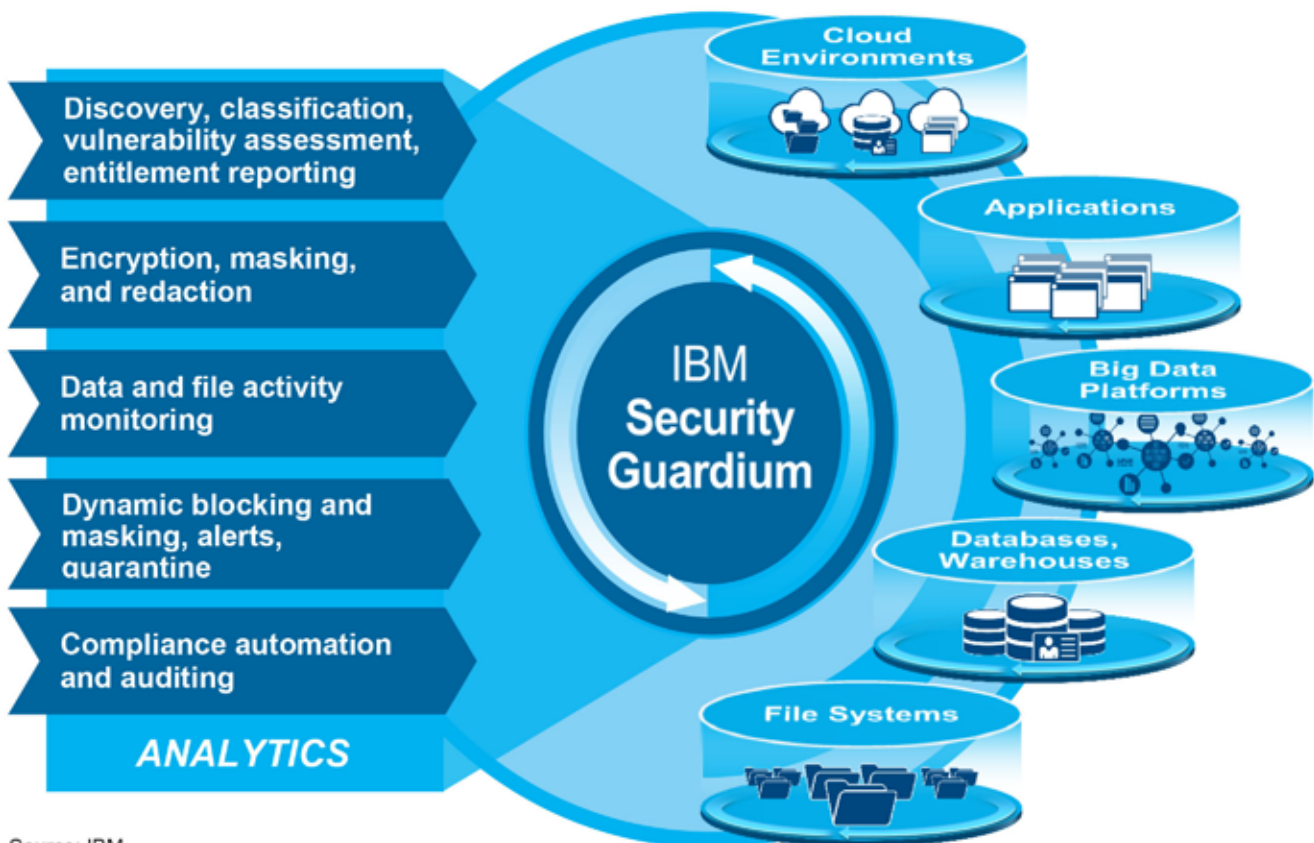 Discovery, classification,
vulnerability assessment,
entitlement reporting
Encryption, masking,
and redaction
Data and file activity
monitoring
Dynamic blocking and
masking, alerts,
quarantine
Compliance automation
and auditing
ANALYTICS
IBM
Security
Guardium
Cloud
Environments
Applications
Big Data
Platforms
Databases,
Warehouses
File Systems
Source: IBM